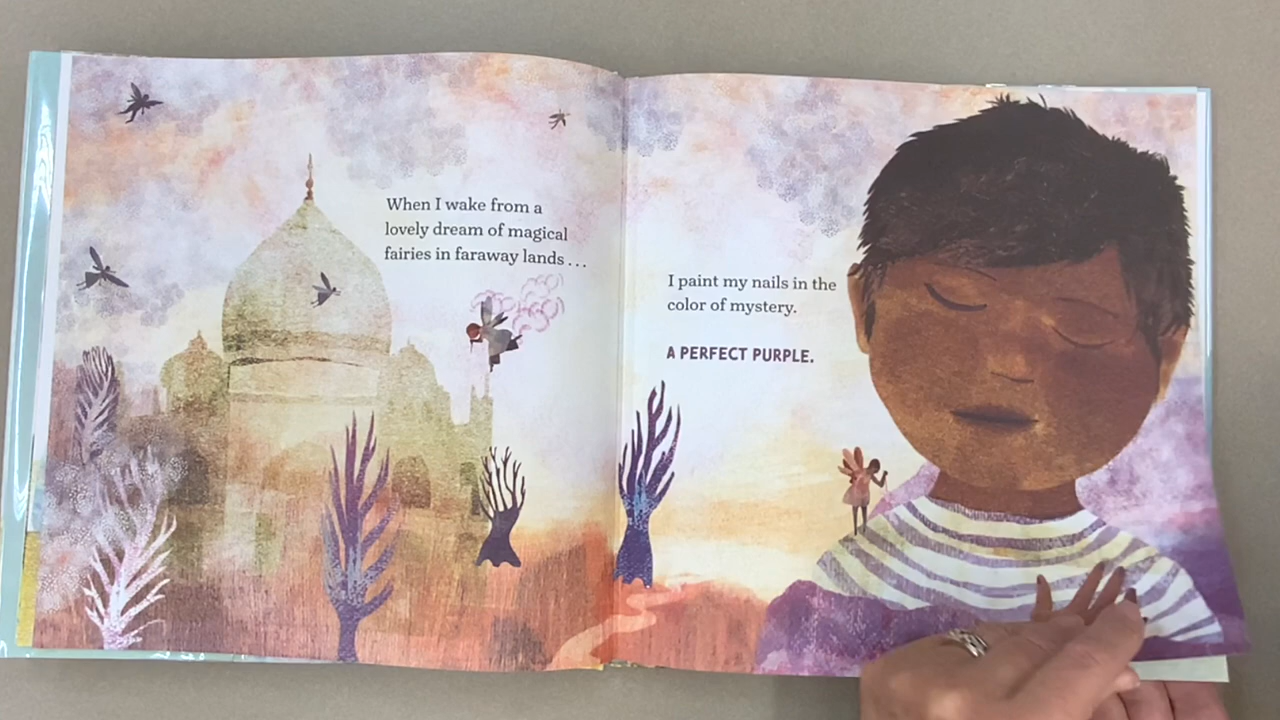 When I wake from a
lovely dream of magical
fairies in faraway lands . . .
I paint my nails in the
color of mystery.
A PERFECT PURPLE.